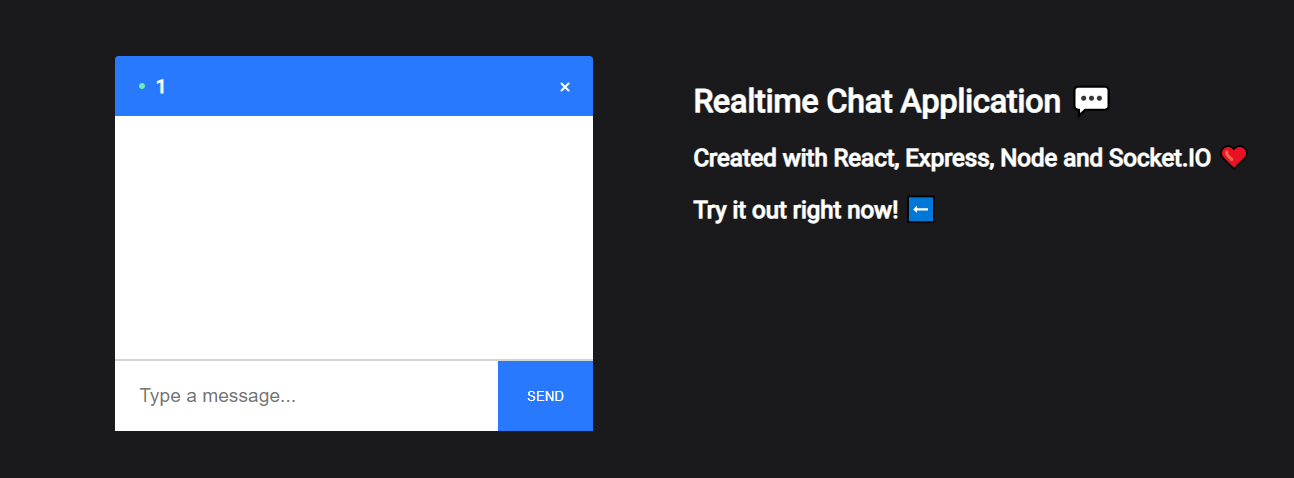 1
×
Type a message...
SEND
Realtime Chat Application 💬
Created with React, Express, Node and Socket.IO ❤️
Try it out right now! ⬅️